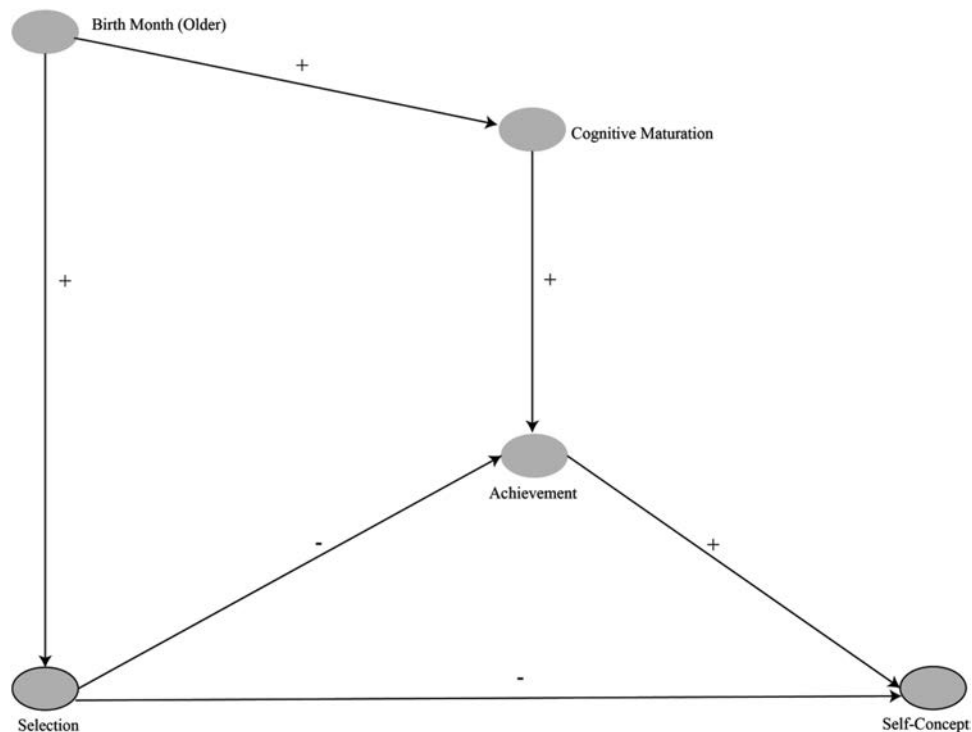 Birth Month (Older)
+
Cognitive Maturation
+
+
Achievement
-
+
-
Selection
Self-Concept